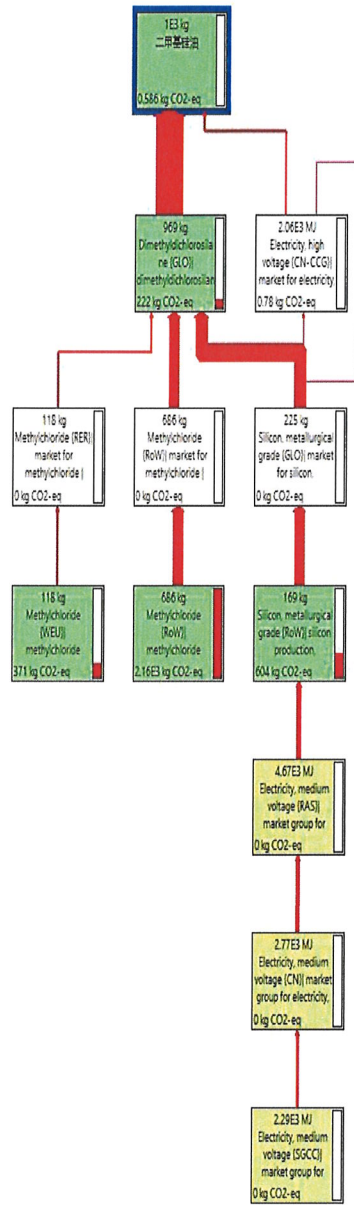 1E3 kg
二甲基硅油
0.586 kg CO2-eq
969 kg
Dimethyldichlorosila
ne {GLO}|
dimethyldichlorosilan
222 kg CO2-eq
2.06E3 MJ
Electricity, high
voltage {CN-CCG}|
market for electricity
0.78 kg CO2-eq
118 kg
Methylchloride {RER}|
market for
methylchloride |
0 kg CO2-eq
686 kg
Methylchloride
{RoW}| market for
methylchloride |
0 kg CO2-eq
225 kg
Silicon, metallurgical
grade {GLO}| market
for silicon,
0 kg CO2-eq
118 kg
Methylchloride
{WEU}|
methylchloride
371 kg CO2-eq
686 kg
Methylchloride
{RoW}|
methylchloride
2.16E3 kg CO2-eq
169 kg
Silicon, metallurgical
grade {RoW}| silicon
production,
604 kg CO2-eq
4.67E3 MJ
Electricity, medium
voltage {RAS}|
market group for
0 kg CO2-eq
2.77E3 MJ
Electricity, medium
voltage {CN}| market
group for electricity,
0 kg CO2-eq
2.29E3 MJ
Electricity, medium
voltage {SGCC}|
market group for
0 kg CO2-eq